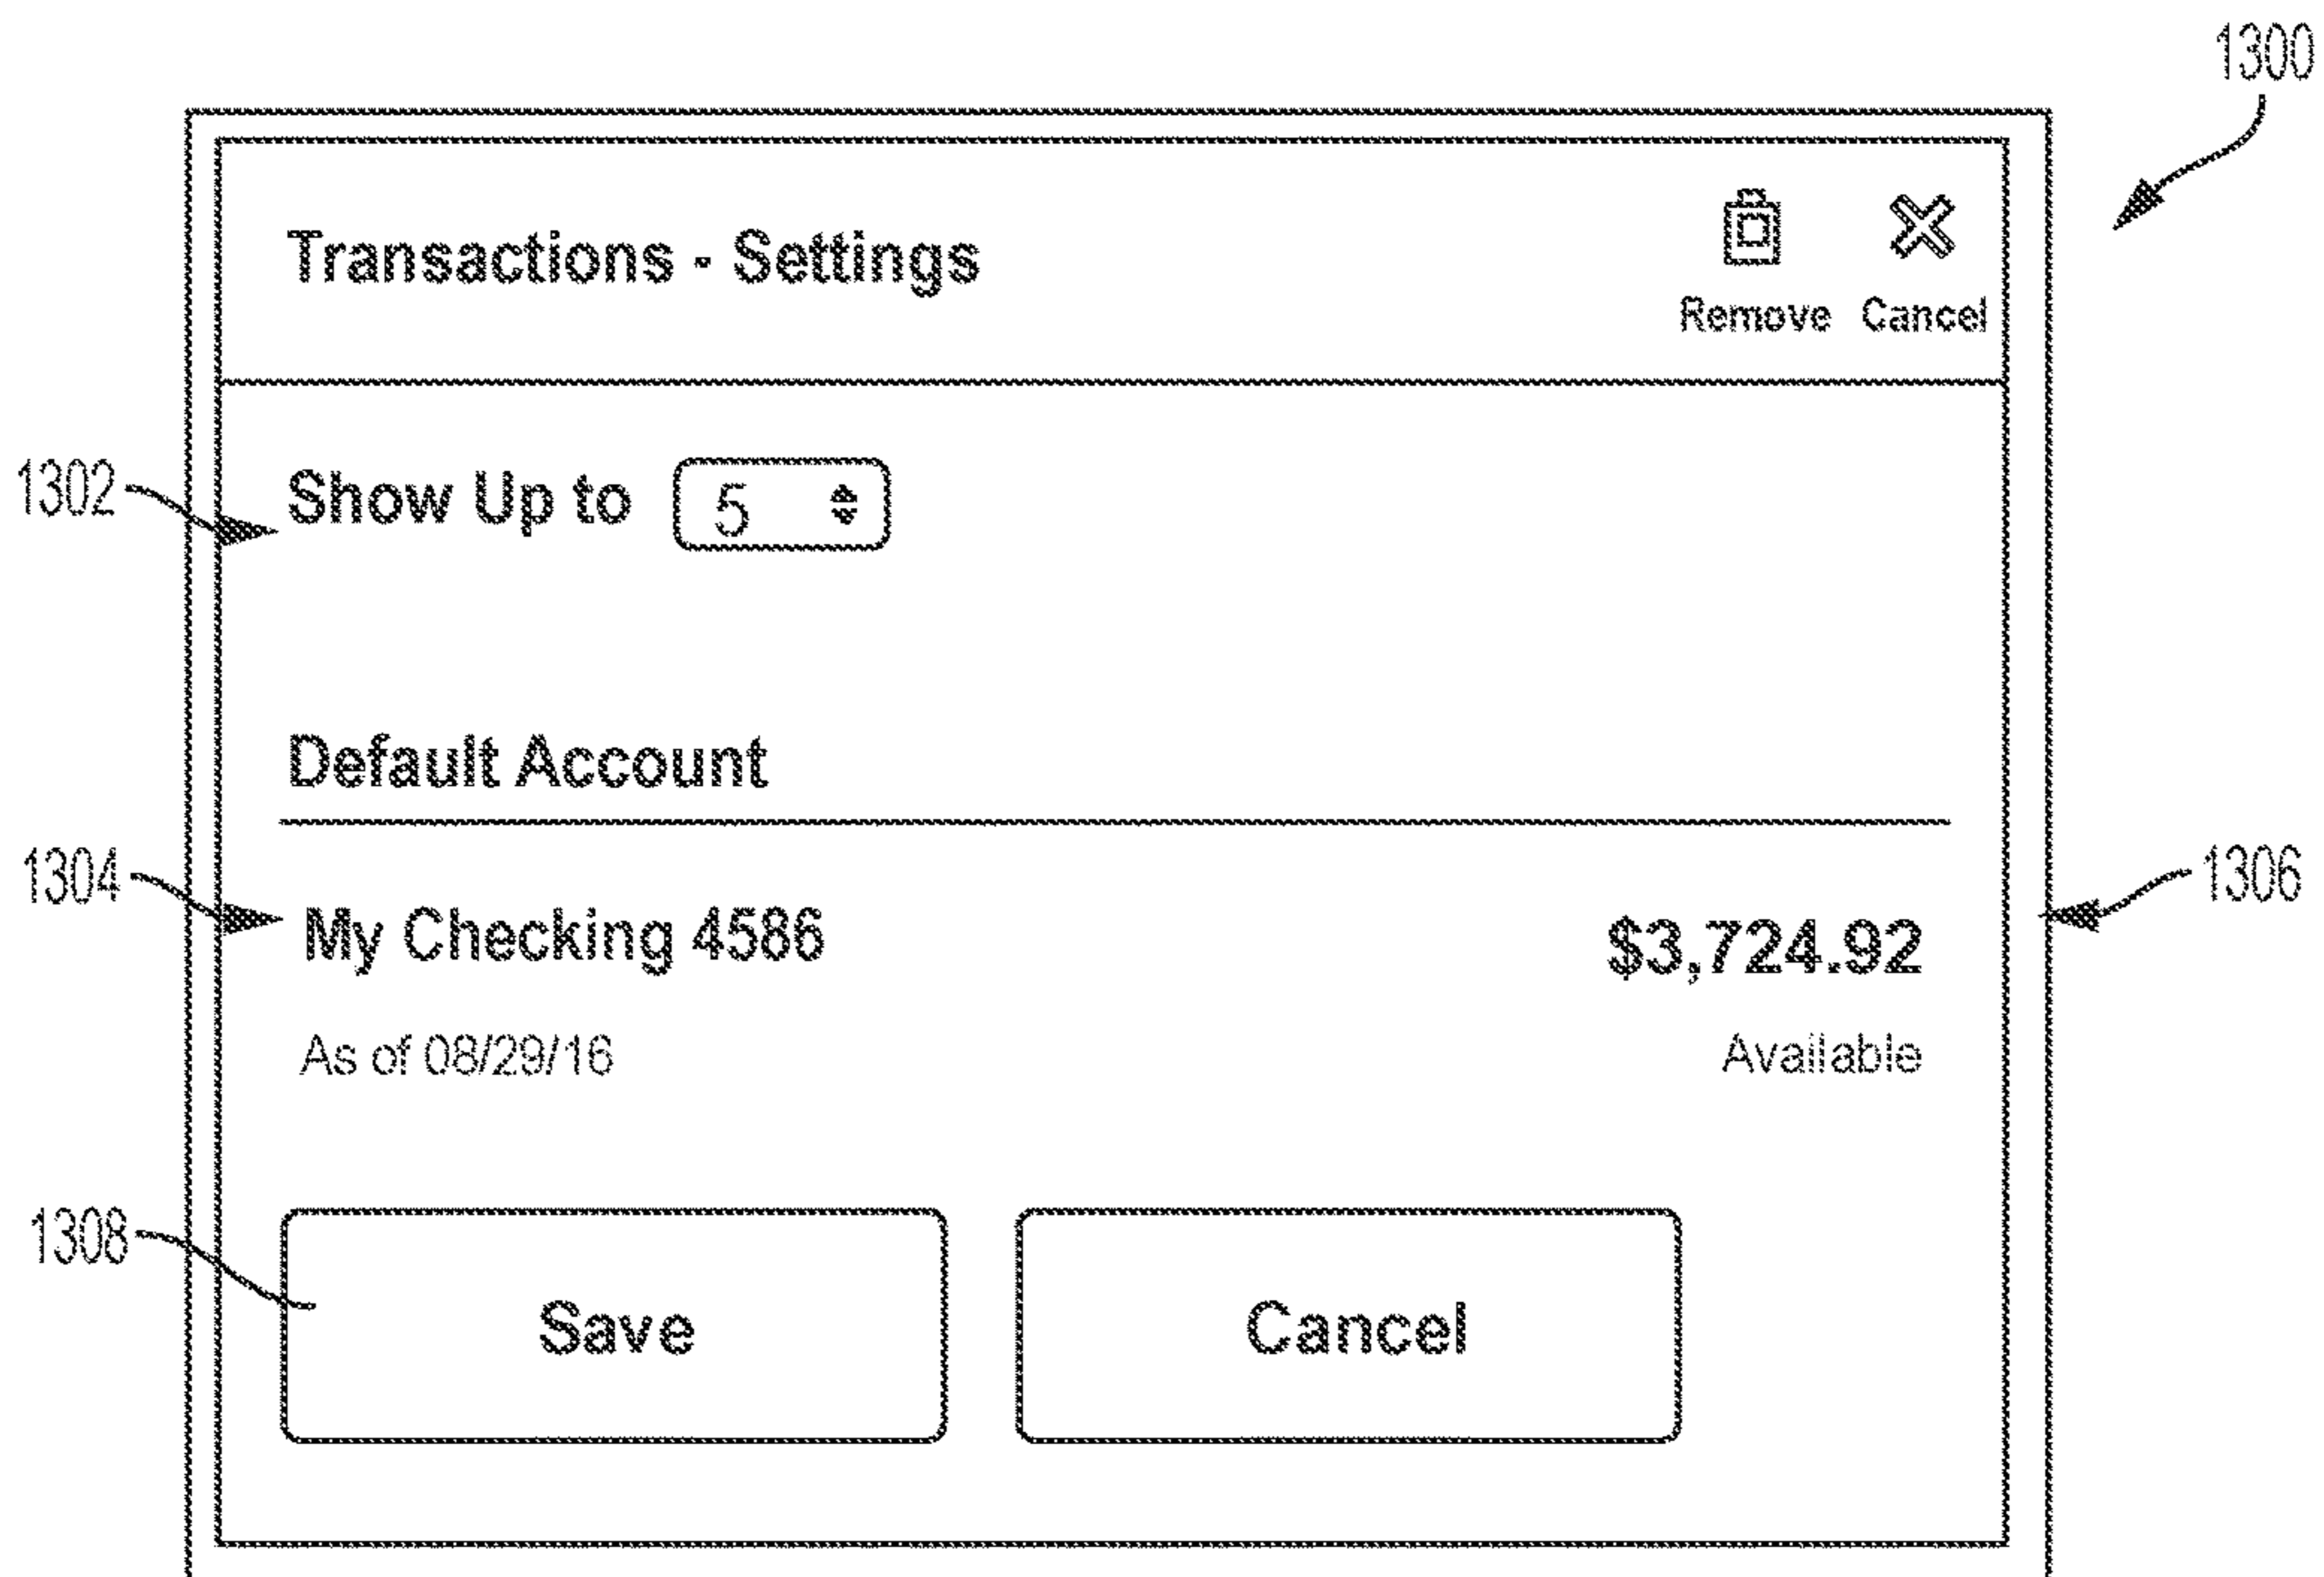 1300
Transactions - Settings
Remove Cancel
1302
Show Up to 5
Default Account
1304
My Checking 4586 $3,724.92
1306
As of 08/29/16 Available
1308
Save Cancel